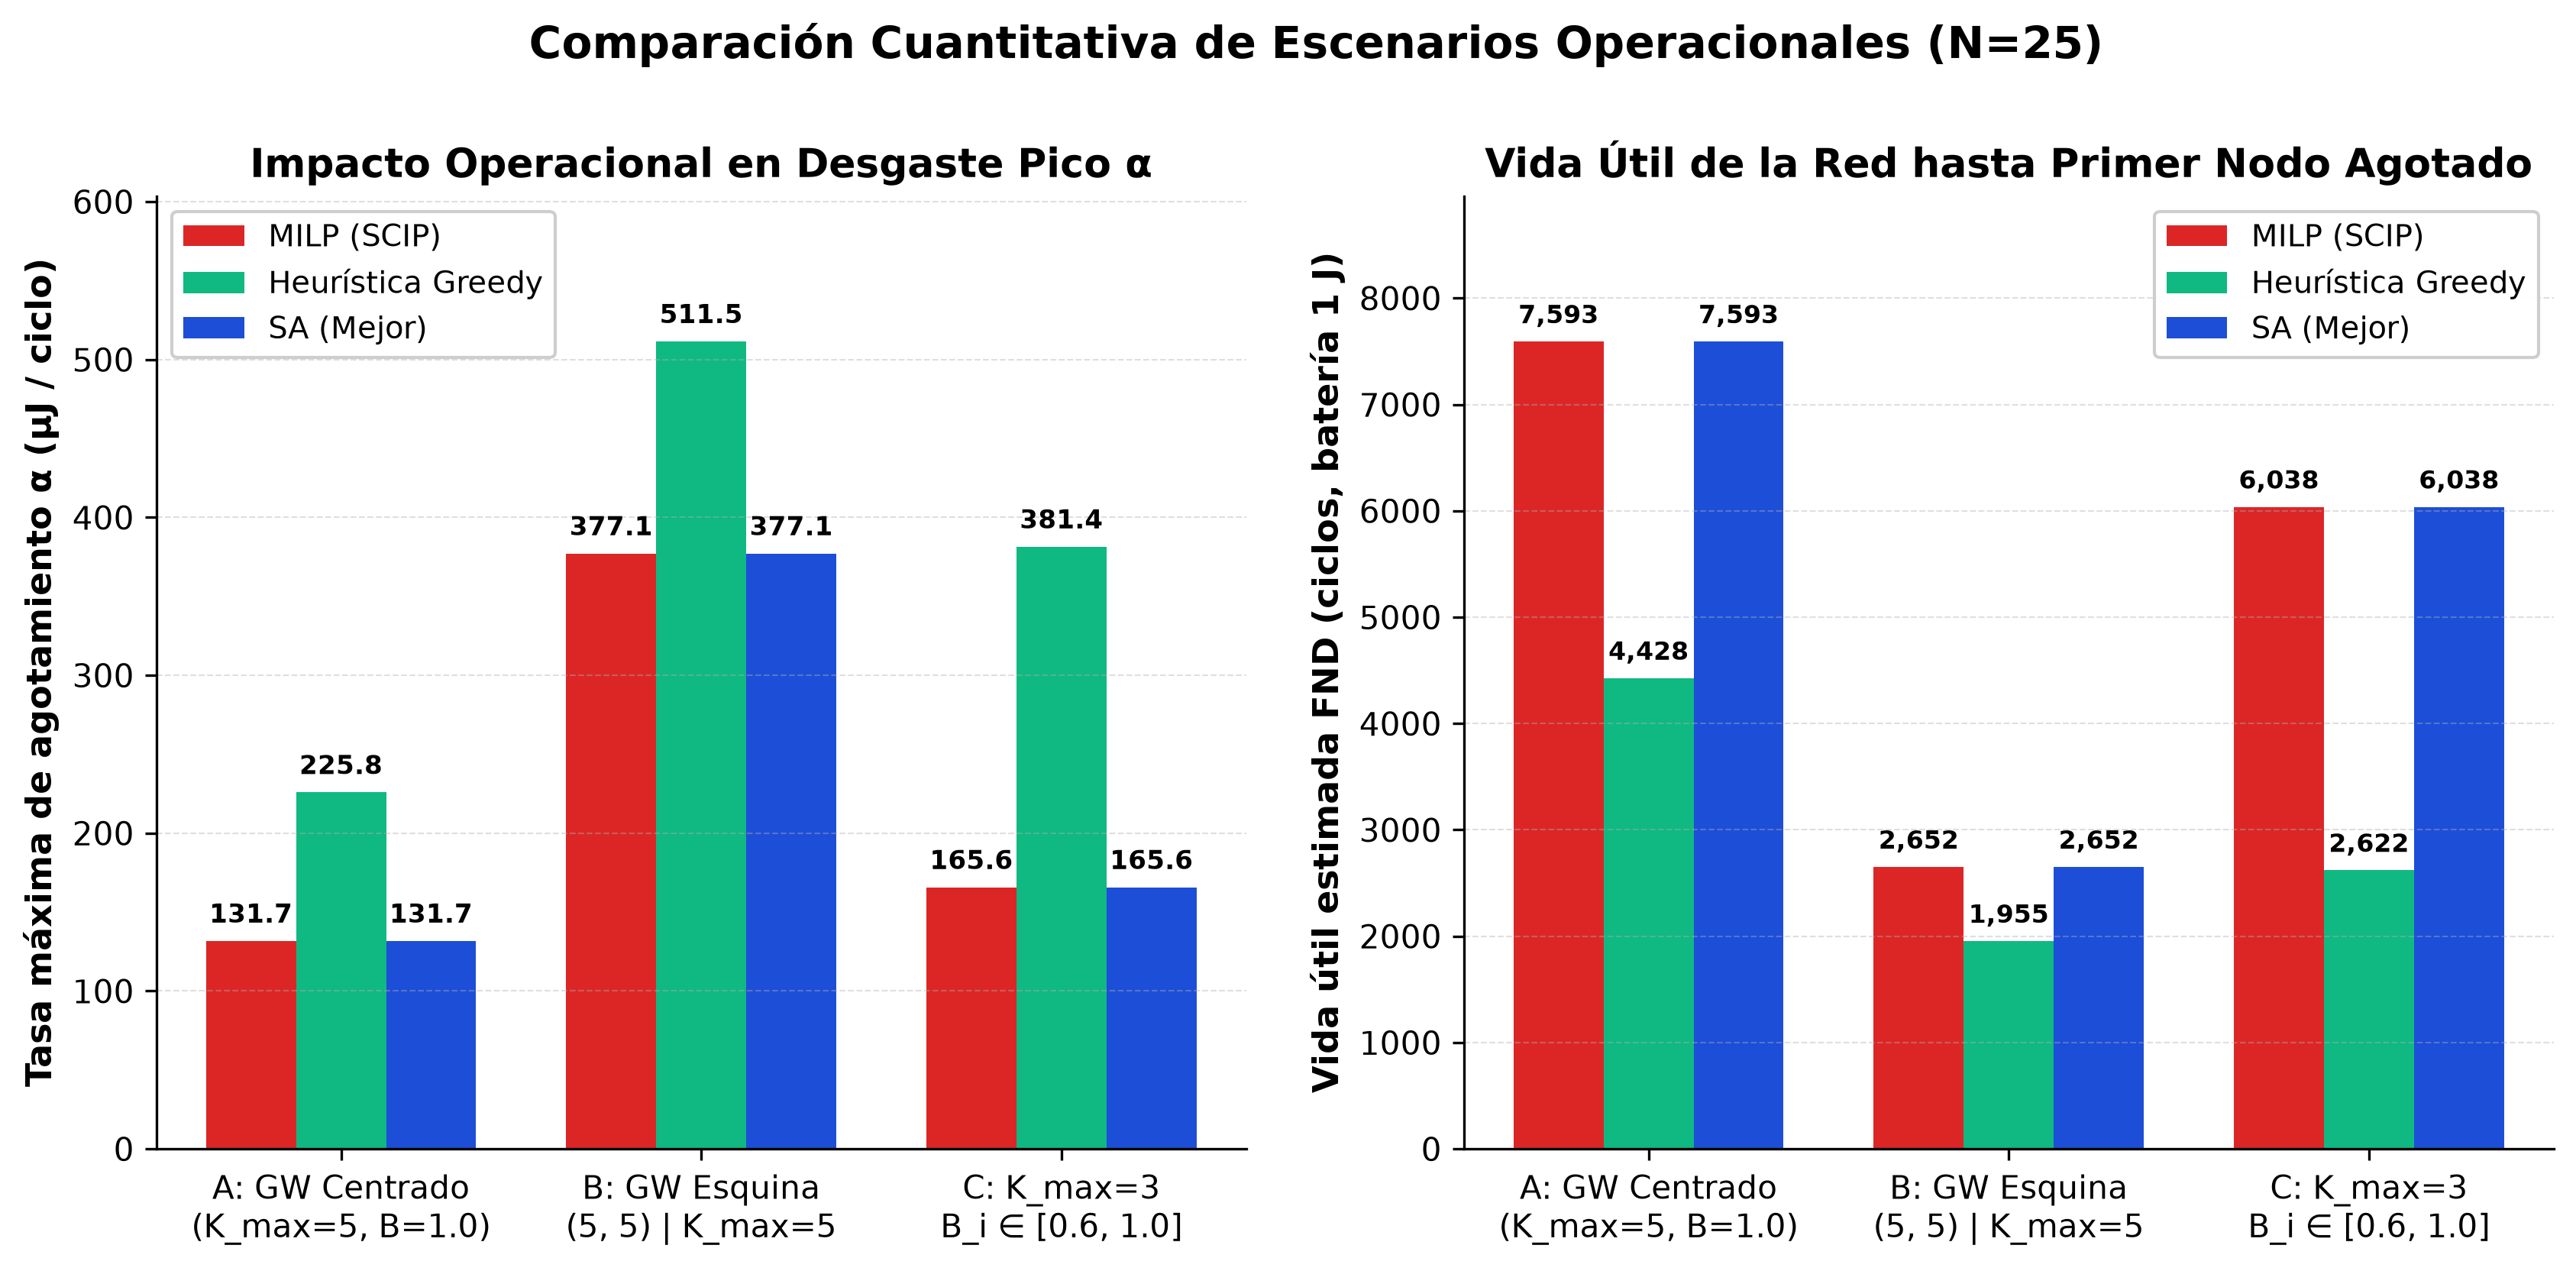 Comparación Cuantitativa de Escenarios Operacionales (N=25)
Impacto Operacional en Desgaste Pico α
Tasa máxima de agotamiento α (µJ / ciclo)
600
500
400
300
200
100
0
MILP (SCIP)
Heurística Greedy
SA (Mejor)
131.7
225.8
131.7
377.1
511.5
377.1
165.6
381.4
165.6
A: GW Centrado
(K_max=5, B=1.0)
B: GW Esquina
(5, 5) | K_max=5
C: K_max=3
B_i ∈ [0.6, 1.0]
Vida Útil de la Red hasta Primer Nodo Agotado
Vida útil estimada FND (ciclos, batería 1 J)
8000
7000
6000
5000
4000
3000
2000
1000
0
MILP (SCIP)
Heurística Greedy
SA (Mejor)
7,593
4,428
7,593
2,652
1,955
2,652
6,038
2,622
6,038
A: GW Centrado
(K_max=5, B=1.0)
B: GW Esquina
(5, 5) | K_max=5
C: K_max=3
B_i ∈ [0.6, 1.0]